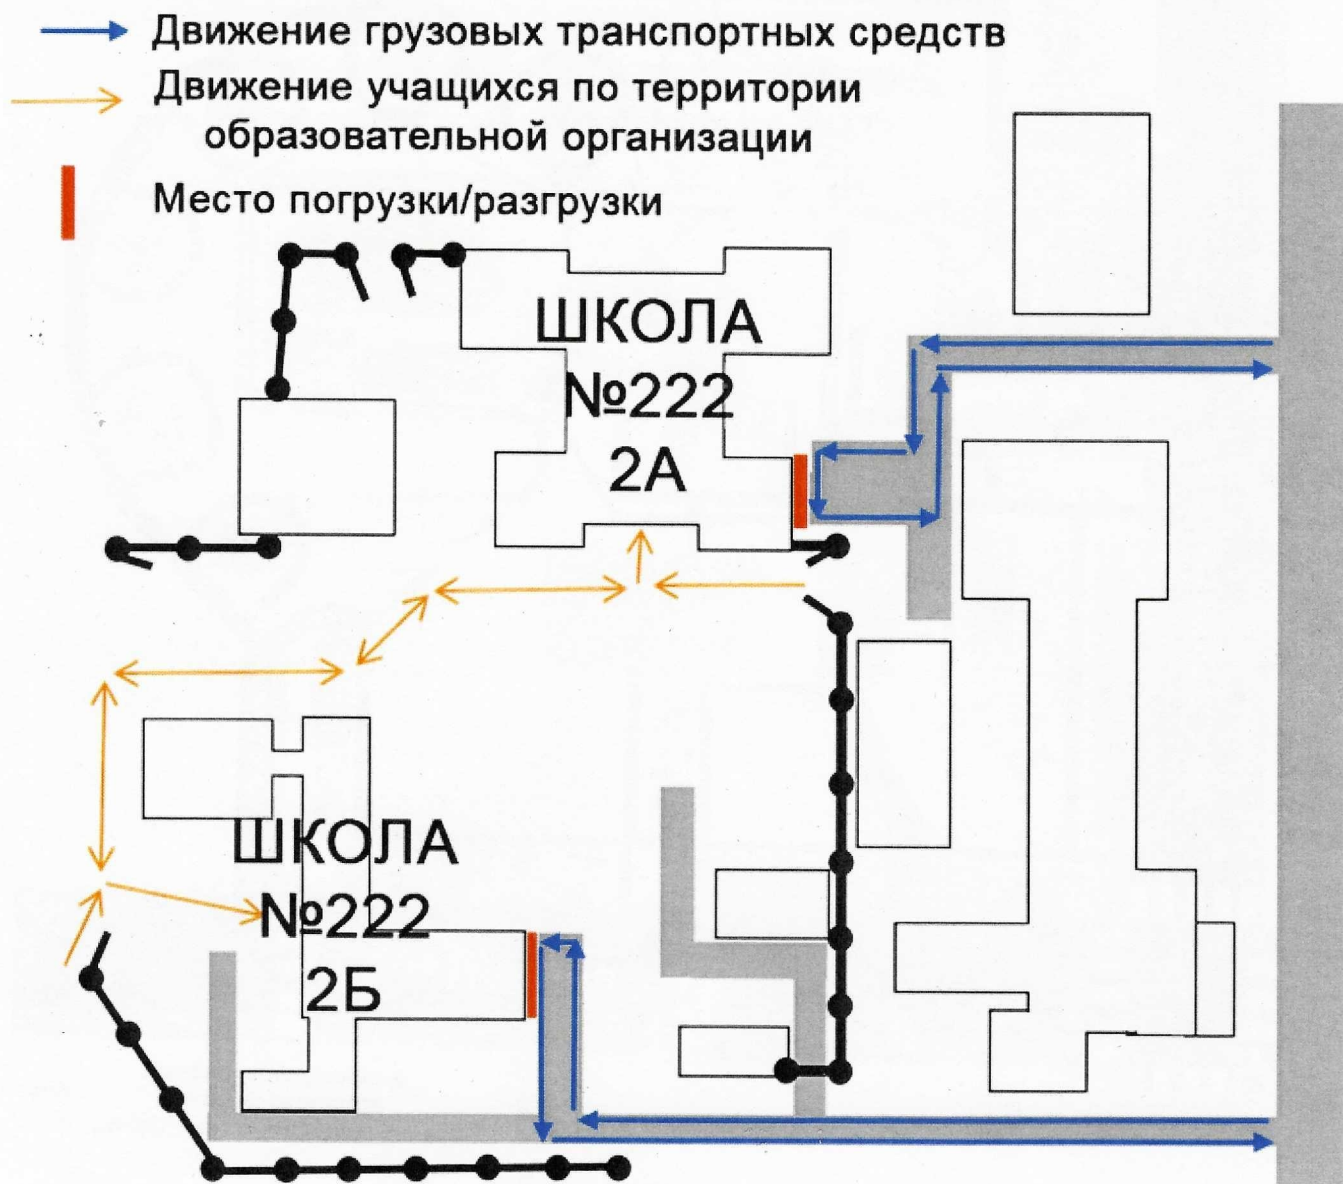 Движение грузовых транспортных средств
Движение учащихся по территории
образовательной организации
Место погрузки/разгрузки
ШКОЛА
№222
2А
ШКОЛА
№222
2Б